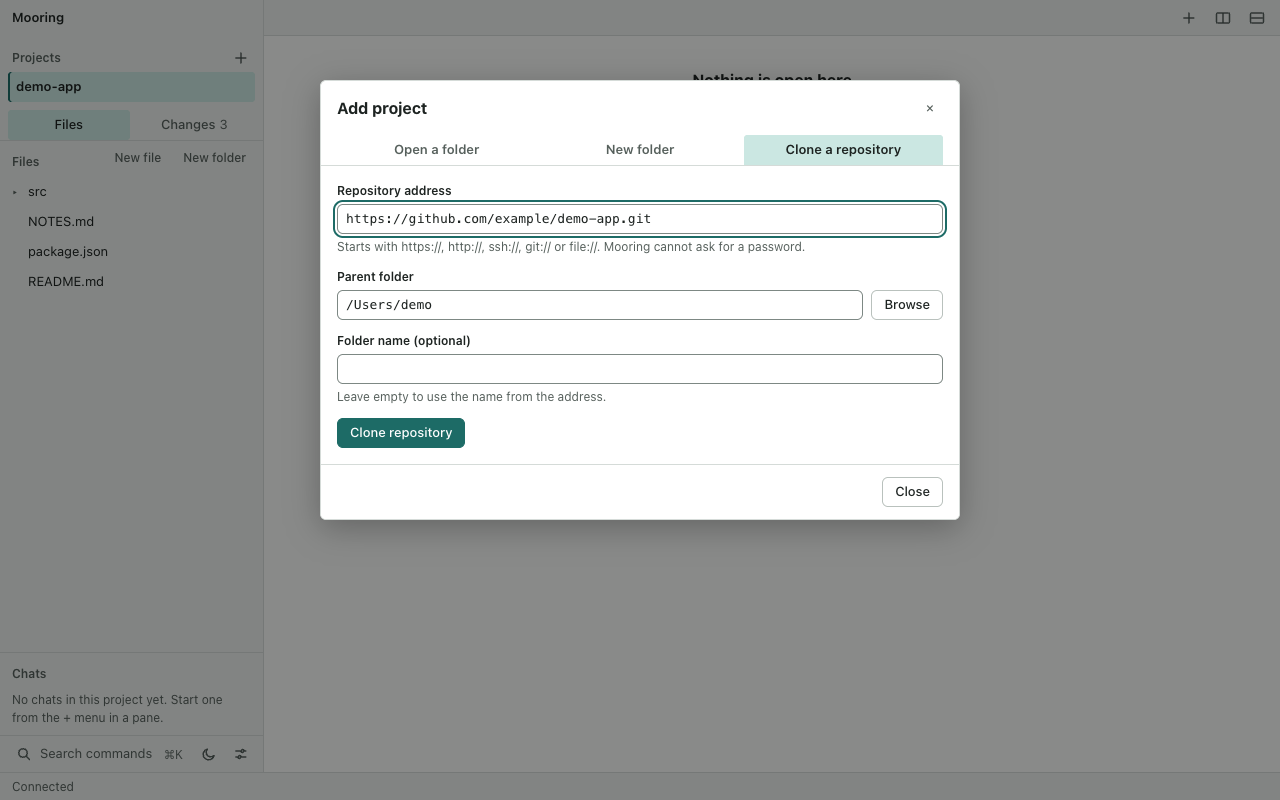 Mooring
Projects
demo-app
Files
Changes 3
Files
New file
New folder
src
NOTES.md
package.json
README.md
Chats
No chats in this project yet. Start one
from the + menu in a pane.
Search commands ⌘K
Connected
Nothing is open here
Add project
×
Open a folder
New folder
Clone a repository
Repository address
https://github.com/example/demo-app.git
Starts with https://, http://, ssh://, git:// or file://. Mooring cannot ask for a password.
Parent folder
/Users/demo
Browse
Folder name (optional)
Leave empty to use the name from the address.
Clone repository
Close